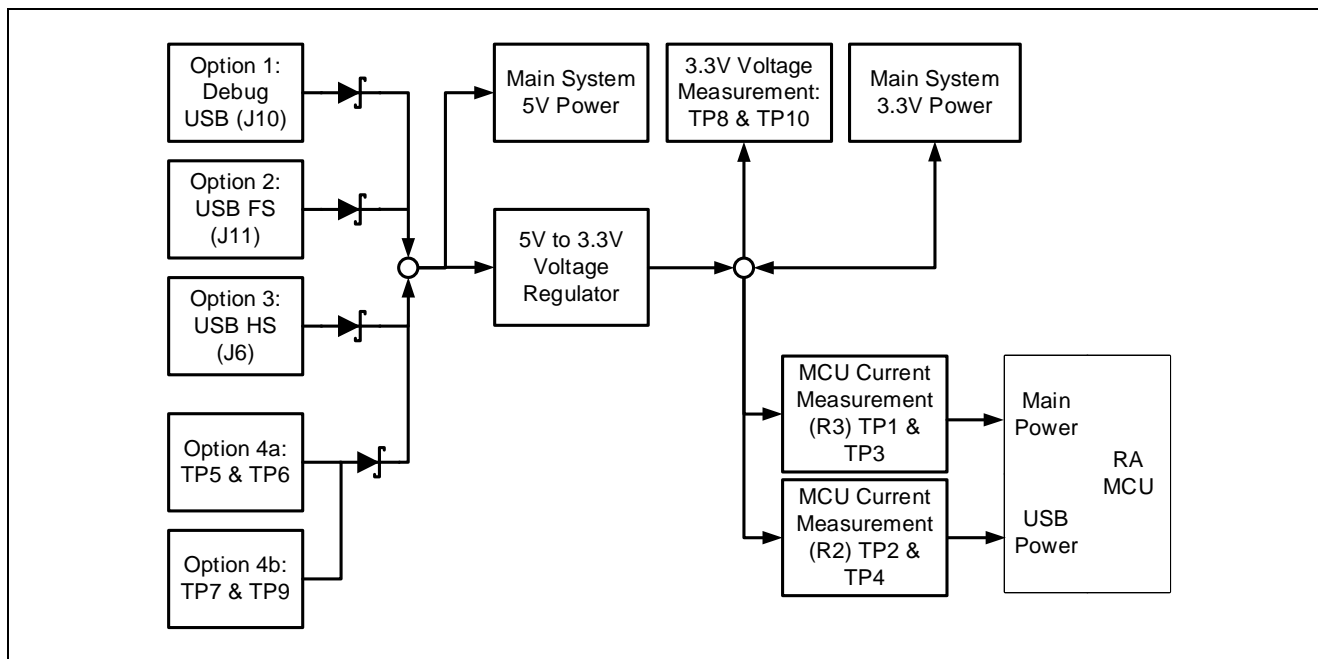 Option 1:
Debug
USB (J10)
Main System
5V Power
3.3V Voltage
Measurement:
TP8 & TP10
Main System
3.3V Power
Option 2:
USB FS
(J11)
5V to 3.3V
Voltage
Regulator
Option 3:
USB HS
(J6)
Option 4a:
TP5 & TP6
Option 4b:
TP7 & TP9
MCU Current
Measurement
(R3) TP1 &
TP3
MCU Current
Measurement
(R2) TP2 &
TP4
Main
Power
USB
Power
RA
MCU